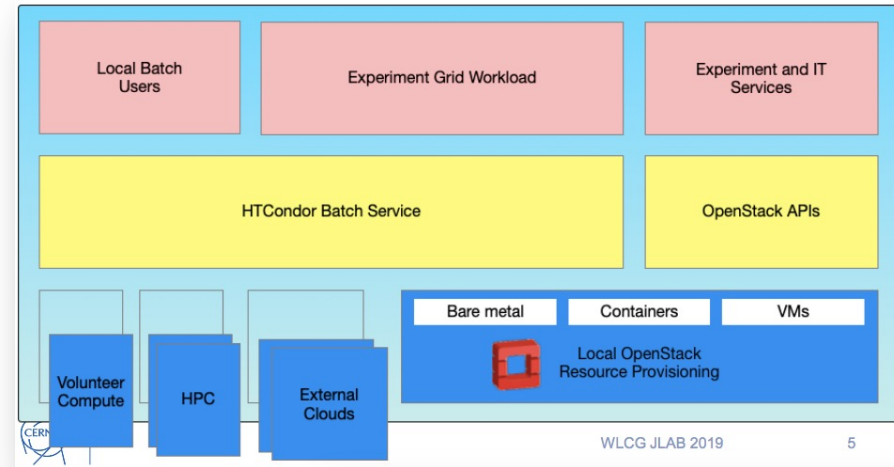 Local Batch
Users
Experiment Grid Workload
Experiment and IT
Services
HTCondor Batch Service
OpenStack APIs
Bare metal
Containers
VMs
Local OpenStack
Resource Provisioning
Volunteer
Compute
HPC
External
Clouds
CERN
WLCG JLAB 2019
5